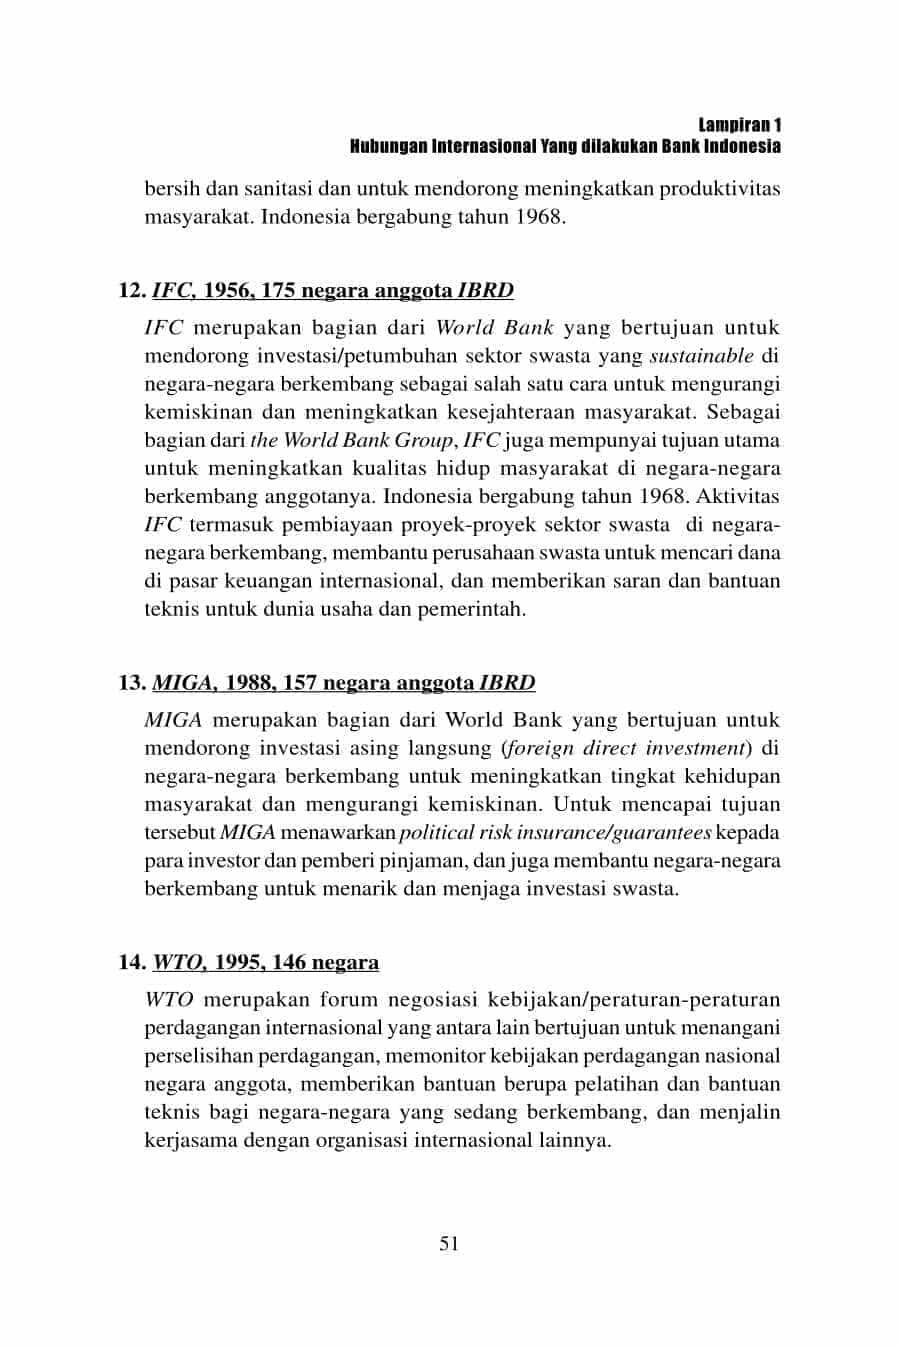 Lampiran 1
Hubungan Internasional Yang dilakukan Bank Indonesia
bersih dan sanitasi dan untuk mendorong meningkatkan produktivitas
masyarakat. Indonesia bergabung tahun 1968.
12. IFC, 1956, 175 negara anggota IBRD
IFC merupakan bagian dari World Bank yang bertujuan untuk
mendorong investasi/petumbuhan sektor swasta yang sustainable di
negara-negara berkembang sebagai salah satu cara untuk mengurangi
kemiskinan dan meningkatkan kesejahteraan masyarakat. Sebagai
bagian dari the World Bank Group, IFC juga mempunyai tujuan utama
untuk meningkatkan kualitas hidup masyarakat di negara-negara
berkembang anggotanya. Indonesia bergabung tahun 1968. Aktivitas
IFC termasuk pembiayaan proyek-proyek sektor swasta di negara-
negara berkembang, membantu perusahaan swasta untuk mencari dana
di pasar keuangan internasional, dan memberikan saran dan bantuan
teknis untuk dunia usaha dan pemerintah.
13. MIGA, 1988, 157 negara anggota IBRD
MIGA merupakan bagian dari World Bank yang bertujuan untuk
mendorong investasi asing langsung (foreign direct investment) di
negara-negara berkembang untuk meningkatkan tingkat kehidupan
masyarakat dan mengurangi kemiskinan. Untuk mencapai tujuan
tersebut MIGA menawarkan political risk insurance/guarantees kepada
para investor dan pemberi pinjaman, dan juga membantu negara-negara
berkembang untuk menarik dan menjaga investasi swasta.
14. WTO, 1995, 146 negara
WTO merupakan forum negosiasi kebijakan/peraturan-peraturan
perdagangan internasional yang antara lain bertujuan untuk menangani
perselisihan perdagangan, memonitor kebijakan perdagangan nasional
negara anggota, memberikan bantuan berupa pelatihan dan bantuan
teknis bagi negara-negara yang sedang berkembang, dan menjalin
kerjasama dengan organisasi internasional lainnya.
51